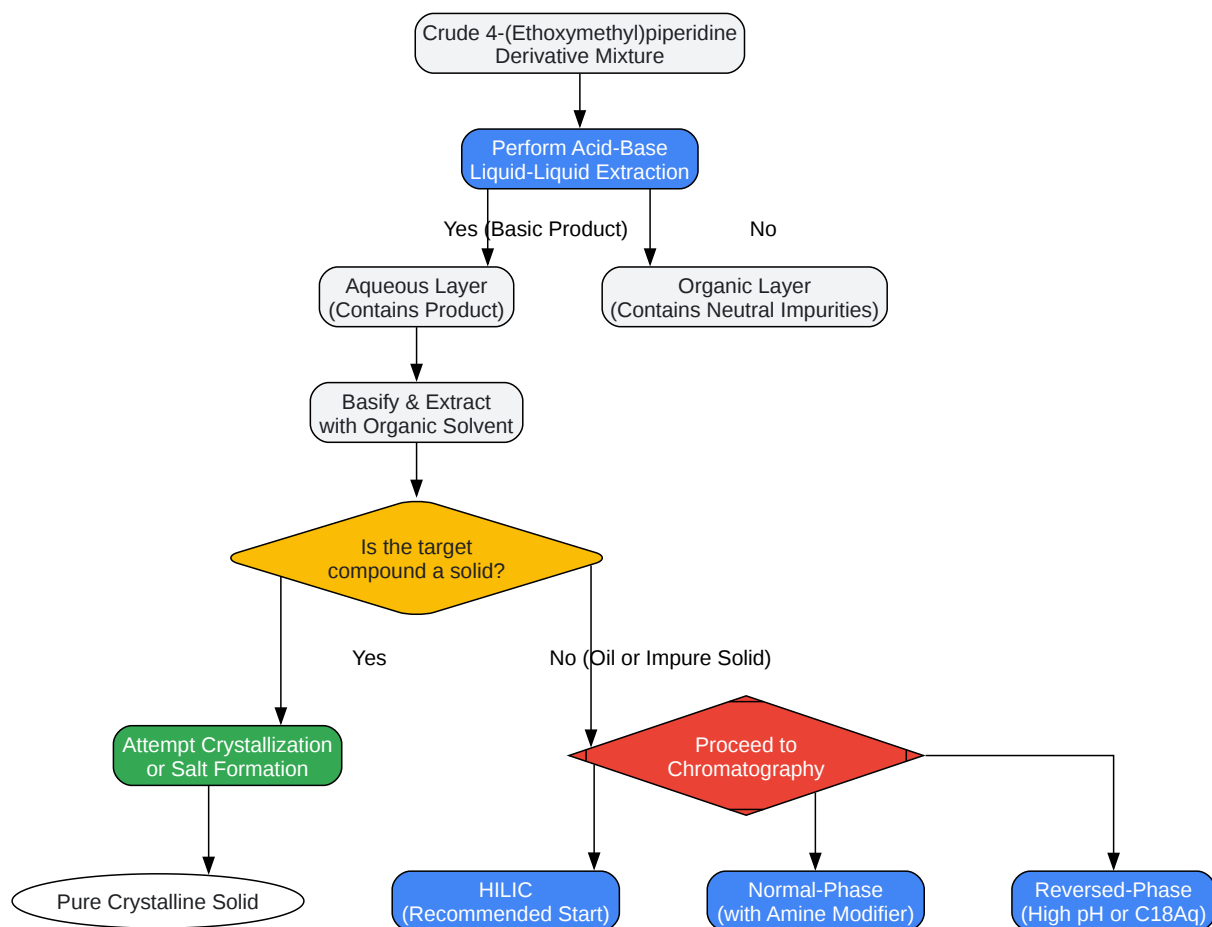 Crude 4-(Ethoxymethyl)piperidine
Derivative Mixture
Perform Acid-Base
Liquid-Liquid Extraction
Yes (Basic Product)
No
Aqueous Layer
(Contains Product)
Organic Layer
(Contains Neutral Impurities)
Basify & Extract
with Organic Solvent
Is the target
compound a solid?
Yes
No (Oil or Impure Solid)
Attempt Crystallization
or Salt Formation
Proceed to
Chromatography
Pure Crystalline Solid
HILIC
(Recommended Start)
Normal-Phase
(with Amine Modifier)
Reversed-Phase
(High pH or C18Aq)